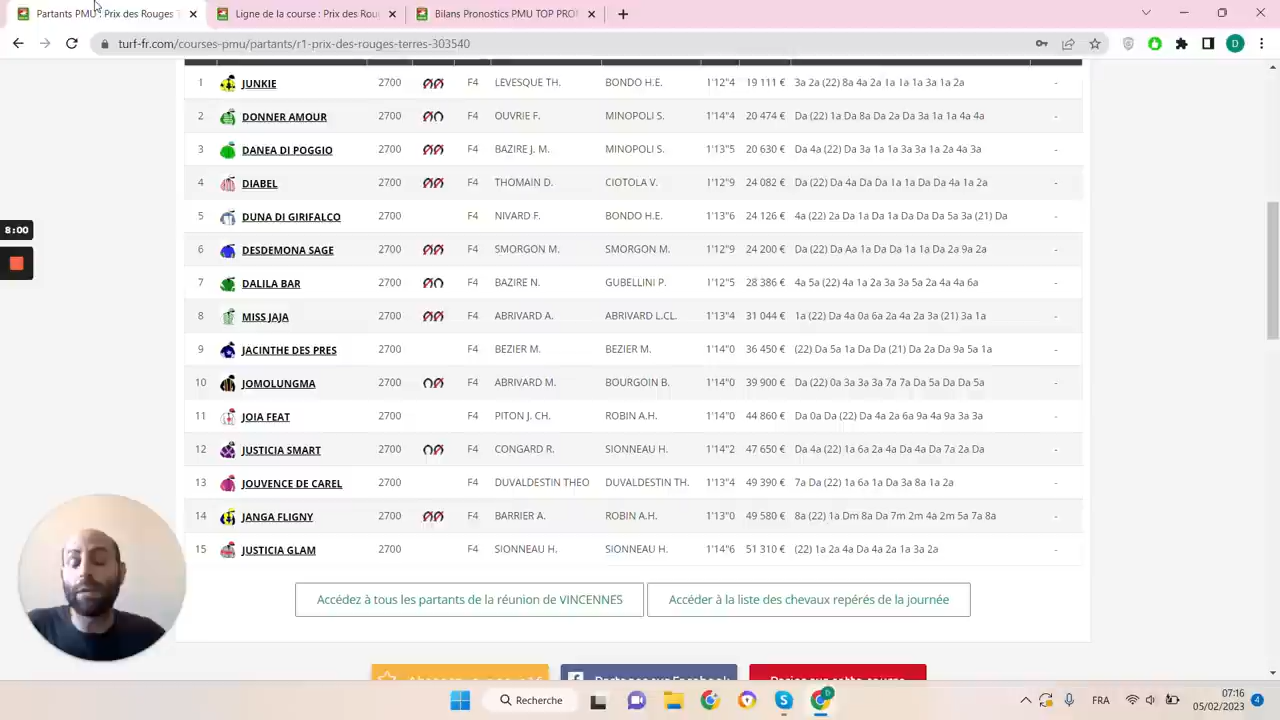 Partants PMU : Prix des Rouges T
Ligne de jeu : Prix des Rouges Terres
Bilans Pronostics PMU TOP PRO
turf-fr.com/courses-pmu/partants/r1-prix-des-rouges-terres-303540
D
1 JUNKIE 2700 F4 LEVESQUE TH. BONDO H.E. 1'12"4 19 111 € 3a 2a (22) 8a 4a 2a 1a 1a 1a 3a 1a 2a -
2 DONNER AMOUR 2700 F4 OUVRIE F. MINOPOLI S. 1'14"4 20 474 € Da (22) 1a Da 8a Da 2a Da 3a 1a 1a 4a 4a -
3 DANEA DI POGGIO 2700 F4 BAZIRE J. M. MINOPOLI S. 1'13"5 20 630 € Da 4a (22) Da 3a 1a 1a 3a 3a 1a 2a 4a 3a -
4 DIABEL 2700 F4 THOMAIN D. CIOTOLA V. 1'12"9 24 082 € Da (22) Da 4a Da Da 1a 1a Da Da 4a 1a 2a -
5 DUNA DI GIRIFALCO 2700 F4 NIVARD F. BONDO H.E. 1'13"6 24 126 € 4a (22) 2a Da 1a Da 1a Da Da Da 5a 3a (21) Da -
6 DESDEMONA SAGE 2700 F4 SMORGON M. SMORGON M. 1'12"9 24 200 € Da (22) Da Aa 1a Da Da 1a 1a Da 2a 9a 2a -
7 DALILA BAR 2700 F4 BAZIRE N. GUBELLINI P. 1'12"5 28 386 € 4a 5a (22) 4a 1a 2a 3a 3a 5a 2a 4a 4a 6a -
8:00
8 MISS JAJA 2700 F4 ABRIVARD A. ABRIVARD L.CL. 1'13"4 31 044 € 1a (22) Da 4a 0a 6a 2a 4a 2a 3a (21) 3a 1a -
9 JACINTHE DES PRES 2700 F4 BEZIER M. BEZIER M. 1'14"0 36 450 € (22) Da 5a 1a Da Da (21) Da 2a Da 9a 5a 1a -
10 JOMOLUNGMA 2700 F4 ABRIVARD M. BOURGOIN B. 1'14"0 39 900 € Da (22) 0a 3a 3a 3a 7a 7a Da 5a Da Da 5a -
11 JOIA FEAT 2700 F4 PITON J. CH. ROBIN A.H. 1'14"0 44 860 € Da 0a Da (22) Da 4a 2a 6a 9a 4a 9a 3a 3a -
12 JUSTICIA SMART 2700 F4 CONGARD R. SIONNEAU H. 1'14"2 47 650 € Da 4a (22) 1a 6a 2a 4a Da 4a Da 7a 2a Da -
13 JOUVENCE DE CAREL 2700 F4 DUVALDESTIN THEO DUVALDESTIN TH. 1'13"4 49 390 € 7a Da (22) 1a 6a 1a Da 3a 8a 1a 2a -
14 JANGA FLIGNY 2700 F4 BARRIER A. ROBIN A.H. 1'13"0 49 580 € 8a (22) 1a Dm 8a Da 7m 2m 4a 2m 5a 7a 8a -
15 JUSTICIA GLAM 2700 F4 SIONNEAU H. SIONNEAU H. 1'14"6 51 310 € (22) 1a 2a 4a Da 4a 2a 1a 3a 2a -
Accédez à tous les partants de la réunion de VINCENNES
Accéder à la liste des chevaux repérés de la journée
Recherche
FRA
07:16
05/02/2023